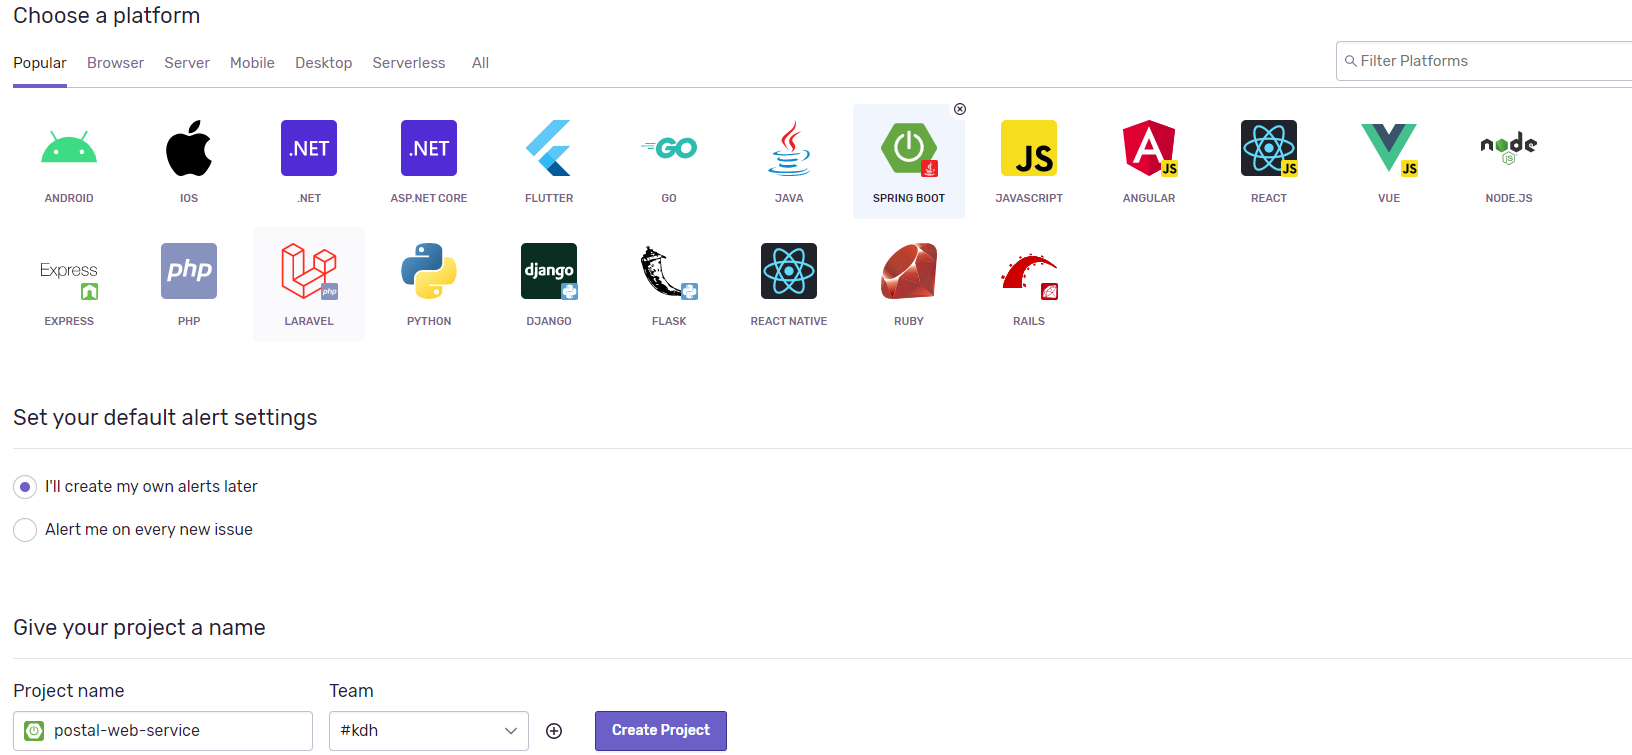 Choose a platform
Popular Browser Server Mobile Desktop Serverless All
Filter Platforms
.NET .NET GO JS JS JS JS node
JS
ANDROID IOS .NET ASP.NET CORE FLUTTER GO JAVA SPRING BOOT JAVASCRIPT ANGULAR REACT VUE NODE.JS
Express php php django
EXPRESS PHP LARAVEL PYTHON DJANGO FLASK REACT NATIVE RUBY RAILS
Set your default alert settings
I'll create my own alerts later
Alert me on every new issue
Give your project a name
Project name Team
postal-web-service #kdh Create Project